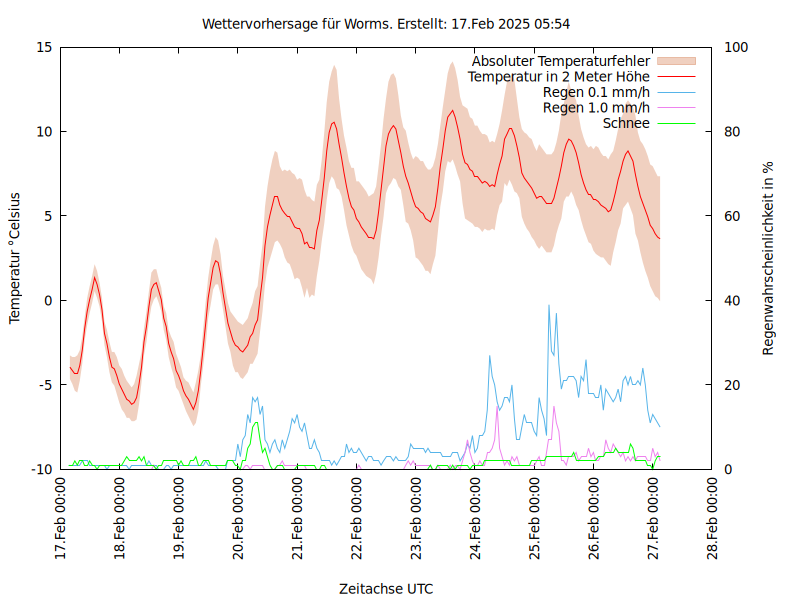 Wettervorhersage für Worms. Erstellt: 17.Feb 2025 05:54
15
10
5
0
-5
-10
100
80
60
40
20
0
Temperatur °Celsius
Regenwahrscheinlichkeit in %
Absoluter Temperaturfehler
Temperatur in 2 Meter Höhe
Regen 0.1 mm/h
Regen 1.0 mm/h
Schnee
17.Feb 00:00
18.Feb 00:00
19.Feb 00:00
20.Feb 00:00
21.Feb 00:00
22.Feb 00:00
23.Feb 00:00
24.Feb 00:00
25.Feb 00:00
26.Feb 00:00
27.Feb 00:00
28.Feb 00:00
Zeitachse UTC